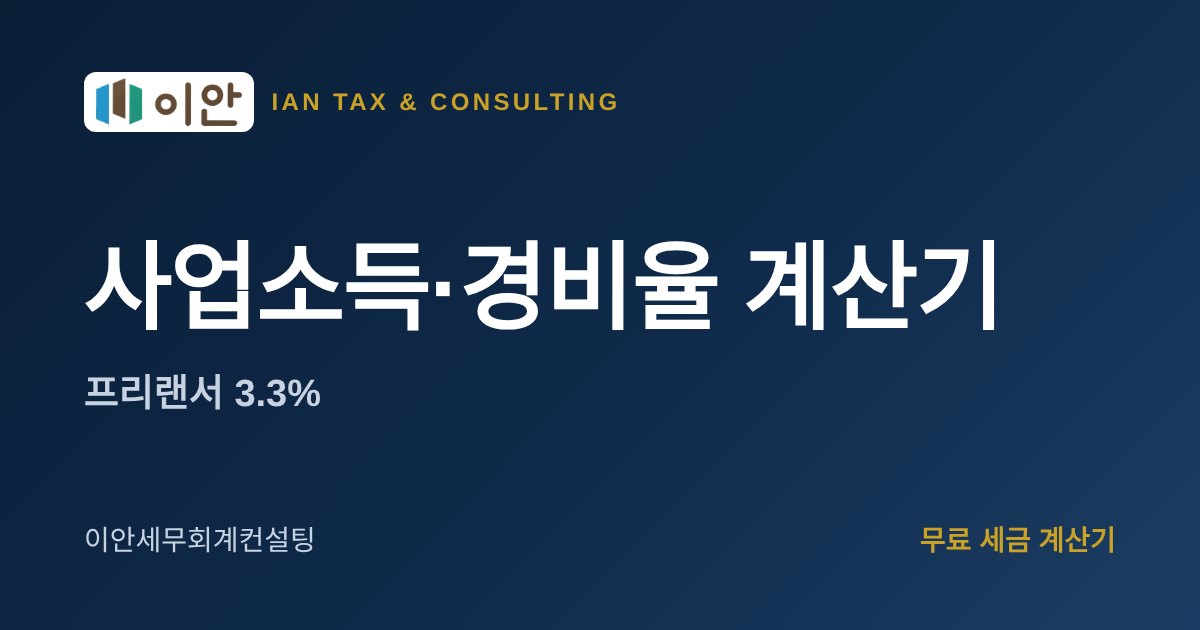 이안 IAN TAX & CONSULTING
사업소득·경비율 계산기
프리랜서 3.3%
이안세무회계컨설팅
무료 세금 계산기